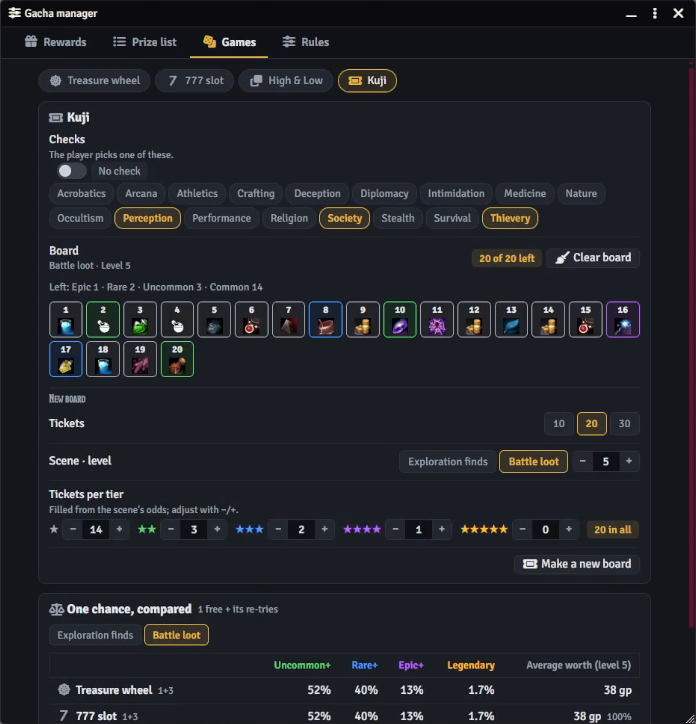 Gacha manager
Rewards Prize list Games Rules
Treasure wheel 777 slot High & Low Kuji
Kuji
Checks
The player picks one of these.
No check
Acrobatics Arcana Athletics Crafting Deception Diplomacy Intimidation Medicine Nature
Occultism Perception Performance Religion Society Stealth Survival Thievery
Board
Battle loot · Level 5
20 of 20 left Clear board
Left: Epic 1 · Rare 2 · Uncommon 3 · Common 14
1 2 3 4 5 6 7 8 9 10 11 12 13 14 15 16
17 18 19 20
New board
Tickets 10 20 30
Scene · level Exploration finds Battle loot − 5 +
Tickets per tier
Filled from the scene's odds; adjust with −/+.
★ − 14 + ★★ − 3 + ★★★ − 2 + ★★★★ − 1 + ★★★★★ − 0 + 20 in all
Make a new board
One chance, compared 1 free + its re-tries
Exploration finds Battle loot
Uncommon+ Rare+ Epic+ Legendary Average worth (level 5)
Treasure wheel 1+3 52% 40% 13% 1.7% 38 gp
777 slot 1+3 52% 40% 13% 1.7% 38 gp 100%